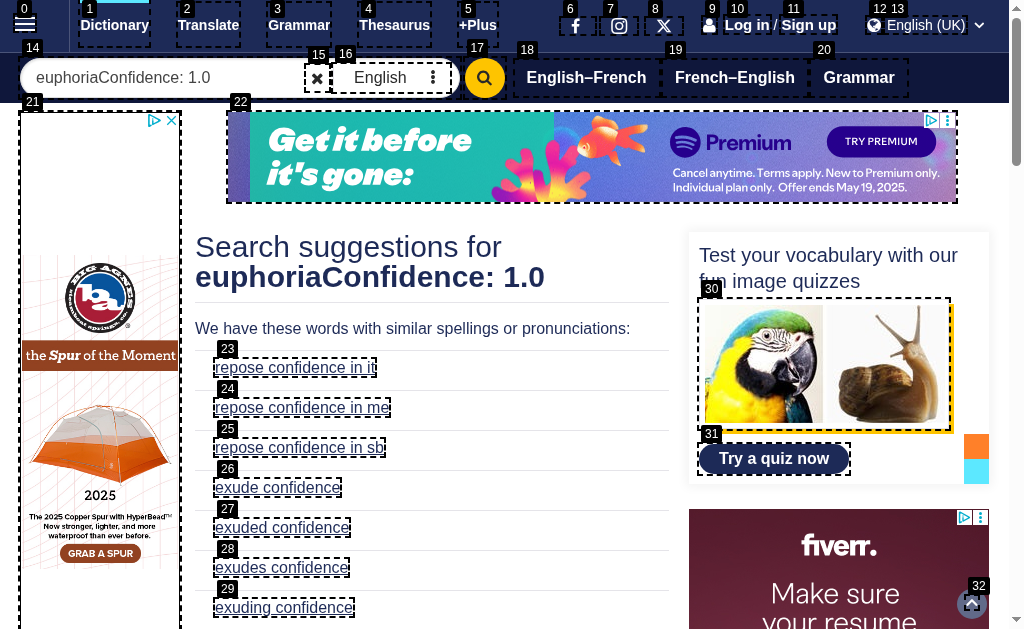 0 1 2 3 4 5 6 7 8 9 10 11 12 13
Dictionary Translate Grammar Thesaurus +Plus Log in / Sign up English (UK)
14 15 16 17 18 19 20
euphoriaConfidence: 1.0 English English–French French–English Grammar
21 22
Get it before
it's gone:
Premium
TRY PREMIUM
Cancel anytime. Terms apply. New to Premium only.
Individual plan only. Offer ends May 19, 2025.
BIG AGNES
Steamboat Springs, CO
the Spur of the Moment
2025
The 2025 Copper Spur with HyperBead™
Now stronger, lighter, and more
waterproof than ever before.
GRAB A SPUR
Search suggestions for
euphoriaConfidence: 1.0
We have these words with similar spellings or pronunciations:
23
repose confidence in it
24
repose confidence in me
25
repose confidence in sb
26
exude confidence
27
exuded confidence
28
exudes confidence
29
exuding confidence
Test your vocabulary with our
fun image quizzes
30
31
Try a quiz now
fiverr.
Make sure
your resume
32